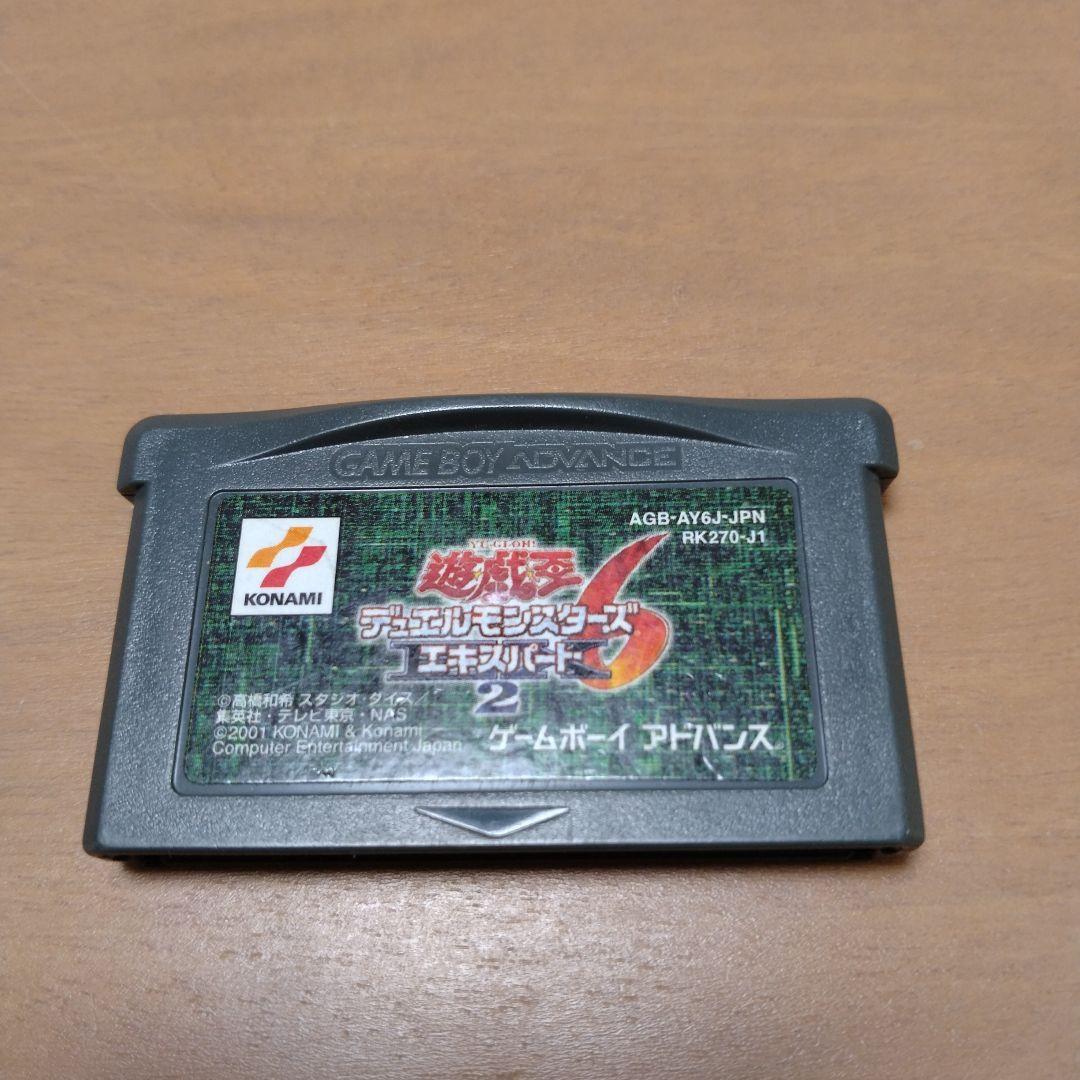 GAME BOY ADVANCE
AGB-AY6J-JPN
RK270-J1
KONAMI
YU-GI-OH!
遊戯王
デュエルモンスターズ 6
エキスパート
2
©高橋和希 スタジオ ダイス/
集英社・テレビ東京・NAS
©2001 KONAMI & Konami
Computer Entertainment Japan
ゲームボーイ アドバンス